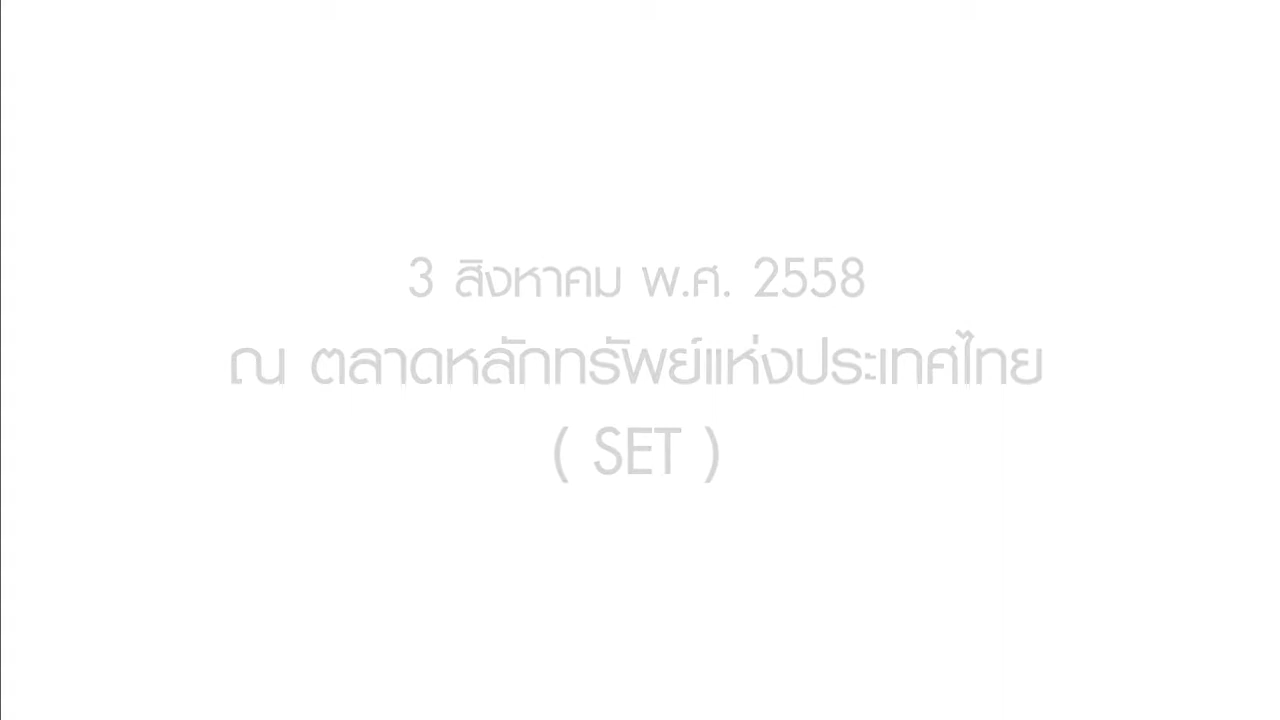 3 สิงหาคม พ.ศ. 2558
ณ ตลาดหลักทรัพย์แห่งประเทศไทย
( SET )